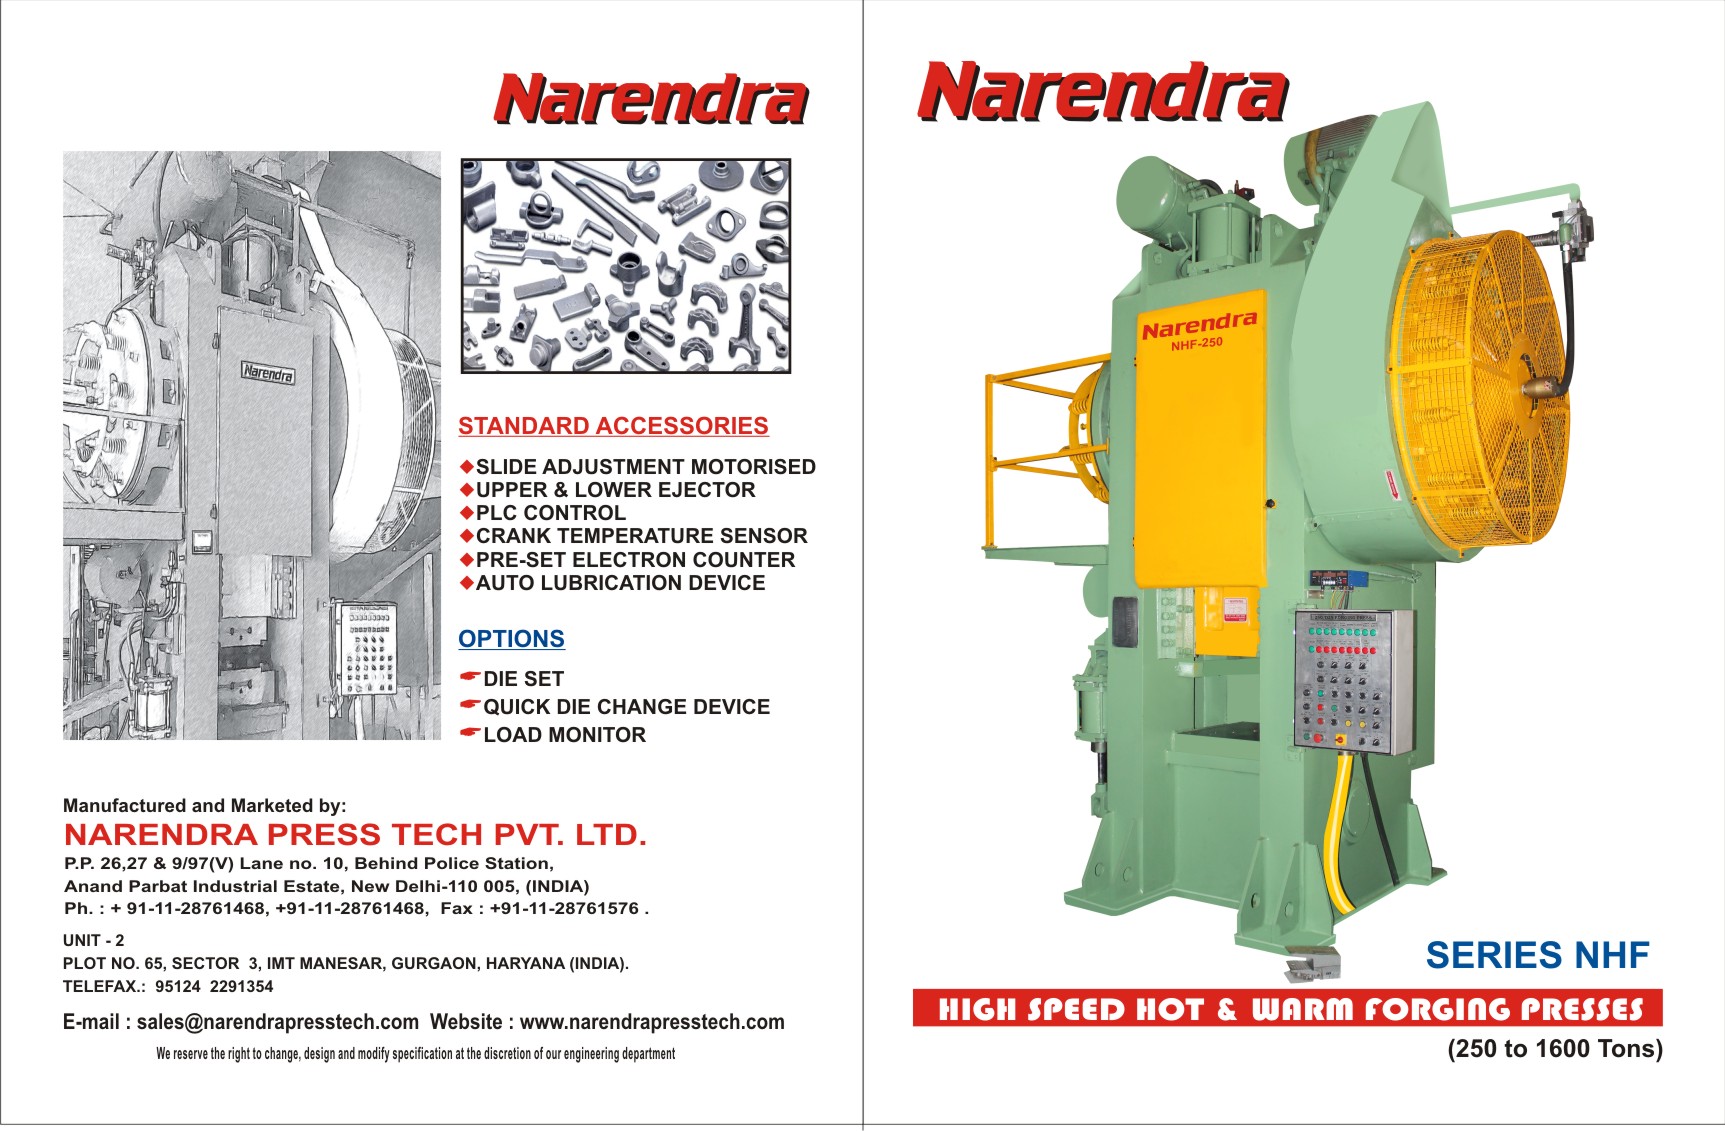 Narendra
Narendra
STANDARD ACCESSORIES
SLIDE ADJUSTMENT MOTORISED
UPPER & LOWER EJECTOR
PLC CONTROL
CRANK TEMPERATURE SENSOR
PRE-SET ELECTRON COUNTER
AUTO LUBRICATION DEVICE
OPTIONS
DIE SET
QUICK DIE CHANGE DEVICE
LOAD MONITOR
Manufactured and Marketed by:
NARENDRA PRESS TECH PVT. LTD.
P.P. 26,27 & 9/97(V) Lane no. 10, Behind Police Station,
Anand Parbat Industrial Estate, New Delhi-110 005, (INDIA)
Ph. : + 91-11-28761468, +91-11-28761468, Fax : +91-11-28761576 .
UNIT - 2
PLOT NO. 65, SECTOR 3, IMT MANESAR, GURGAON, HARYANA (INDIA).
TELEFAX.: 95124 2291354
E-mail : sales@narendrapresstech.com Website : www.narendrapresstech.com
We reserve the right to change, design and modify specification at the discretion of our engineering department
Narendra
Narendra
NHF-250
SERIES NHF
HIGH SPEED HOT & WARM FORGING PRESSES
(250 to 1600 Tons)